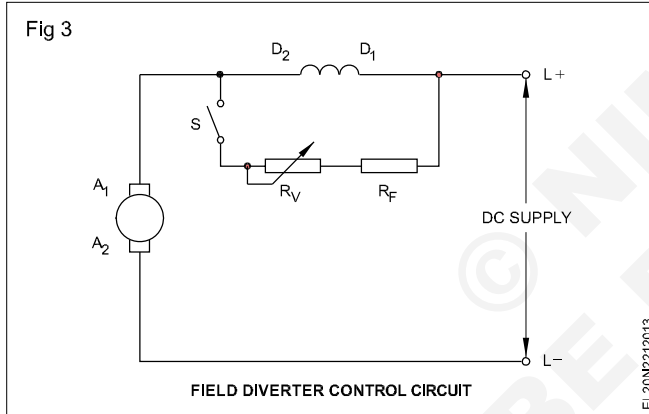 Fig 3
D2 D1
L+
S
RV RF
A1
A2
DC SUPPLY
L−
FIELD DIVERTER CONTROL CIRCUIT
©